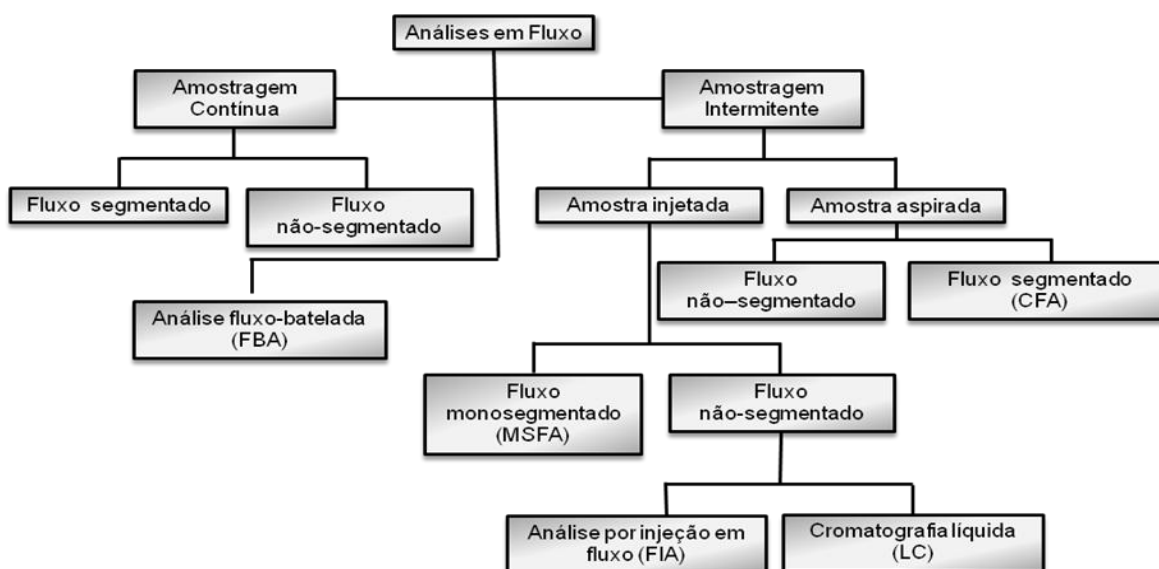 Análises em Fluxo
Amostragem
Contínua
Amostragem
Intermitente
Fluxo segmentado
Fluxo
não-segmentado
Amostra injetada
Amostra aspirada
Fluxo
não–segmentado
Fluxo segmentado
(CFA)
Análise fluxo-batelada
(FBA)
Fluxo
monosegmentado
(MSFA)
Fluxo
não-segmentado
Análise por injeção em
fluxo (FIA)
Cromatografia líquida
(LC)